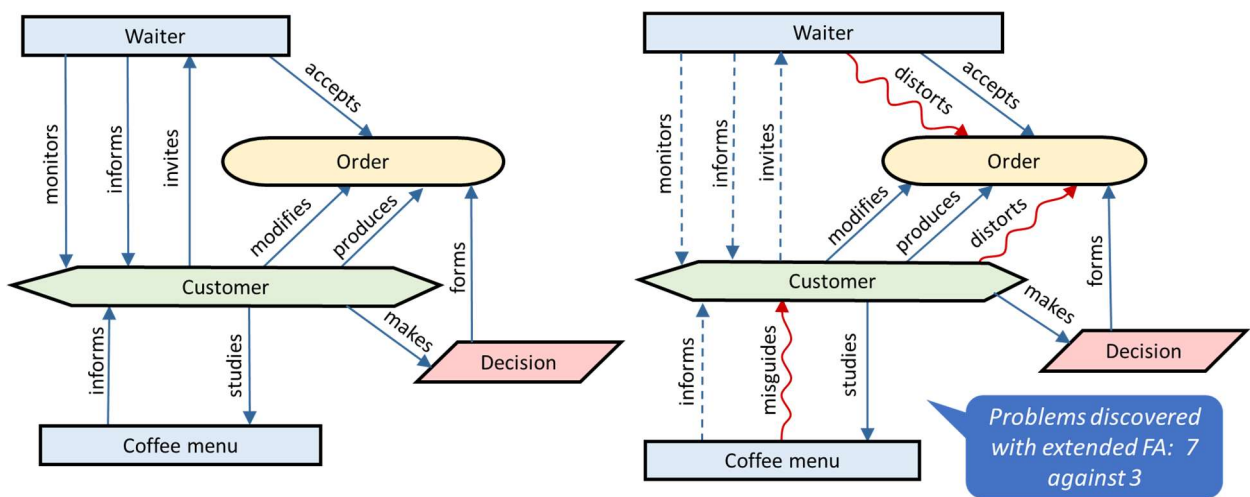 Waiter
accepts
monitors
informs
invites
Order
modifies
produces
forms
Customer
makes
informs
studies
Decision
Coffee menu
Waiter
distorts
accepts
monitors
informs
invites
Order
modifies
produces
distorts
forms
Customer
makes
informs
misguides
studies
Decision
Coffee menu
Problems discovered
with extended FA: 7
against 3